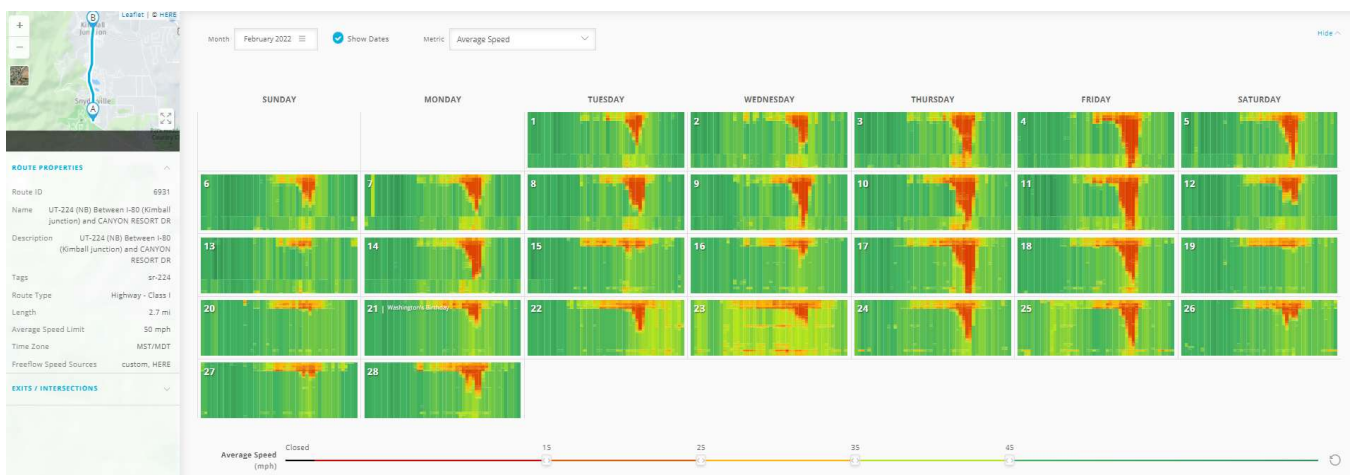 Leaflet | © HERE
B
Junction
+
−
Snyderville
A
ROUTE PROPERTIES
Route ID 6931
Name UT-224 (NB) Between I-80 (Kimball
junction) and CANYON RESORT DR
Description UT-224 (NB) Between I-80
(Kimball junction) and CANYON
RESORT DR
Tags sr-224
Route Type Highway - Class I
Length 2.7 mi
Average Speed Limit 50 mph
Time Zone MST/MDT
Freeflow Speed Sources custom, HERE
EXITS / INTERSECTIONS
Month February 2022 Show Dates Metric Average Speed Hide
SUNDAY MONDAY TUESDAY WEDNESDAY THURSDAY FRIDAY SATURDAY
1 2 3 4 5
6 7 8 9 10 11 12
13 14 15 16 17 18 19
20 21 | Washington's Birthday 22 23 24 25 26
27 28
Closed 15 25 35 45
Average Speed
(mph)